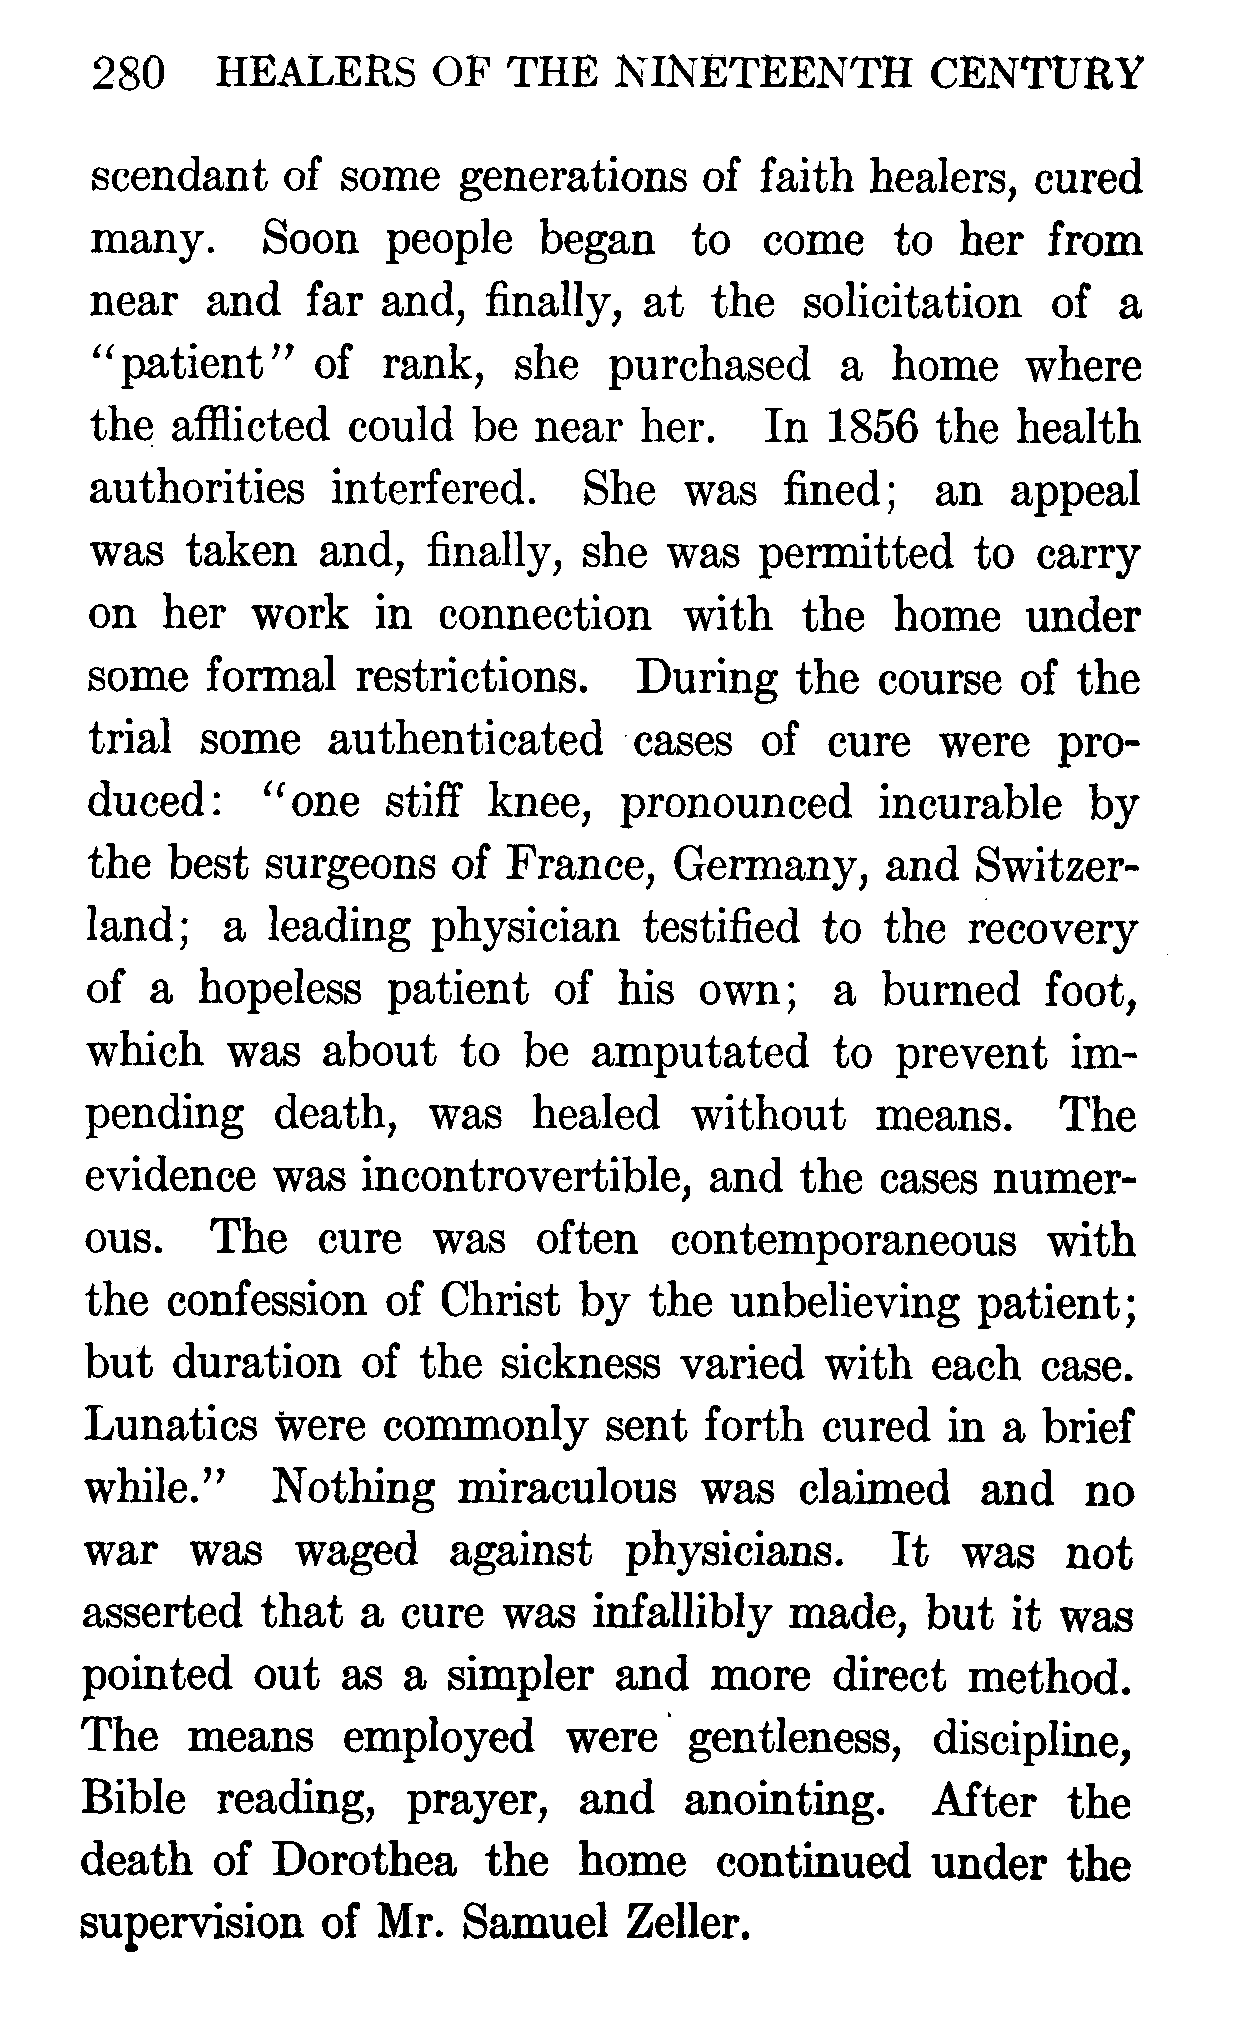 280 HEALERS OF THE NINETEENTH CENTURY
scendant of some generations of faith healers, cured
many. Soon people began to come to her from
near and far and, finally, at the solicitation of a
"patient" of rank, she purchased a home where
the afflicted could be near her. In 1856 the health
authorities interfered. She was fined; an appeal
was taken and, finally, she was permitted to carry
on her work in connection with the home under
some formal restrictions. During the course of the
trial some authenticated cases of cure were pro-
duced: "one stiff knee, pronounced incurable by
the best surgeons of France, Germany, and Switzer-
land; a leading physician testified to the recovery
of a hopeless patient of his own; a burned foot,
which was about to be amputated to prevent im-
pending death, was healed without means. The
evidence was incontrovertible, and the cases numer-
ous. The cure was often contemporaneous with
the confession of Christ by the unbelieving patient;
but duration of the sickness varied with each case.
Lunatics were commonly sent forth cured in a brief
while." Nothing miraculous was claimed and no
war was waged against physicians. It was not
asserted that a cure was infallibly made, but it was
pointed out as a simpler and more direct method.
The means employed were gentleness, discipline,
Bible reading, prayer, and anointing. After the
death of Dorothea the home continued under the
supervision of Mr. Samuel Zeller.